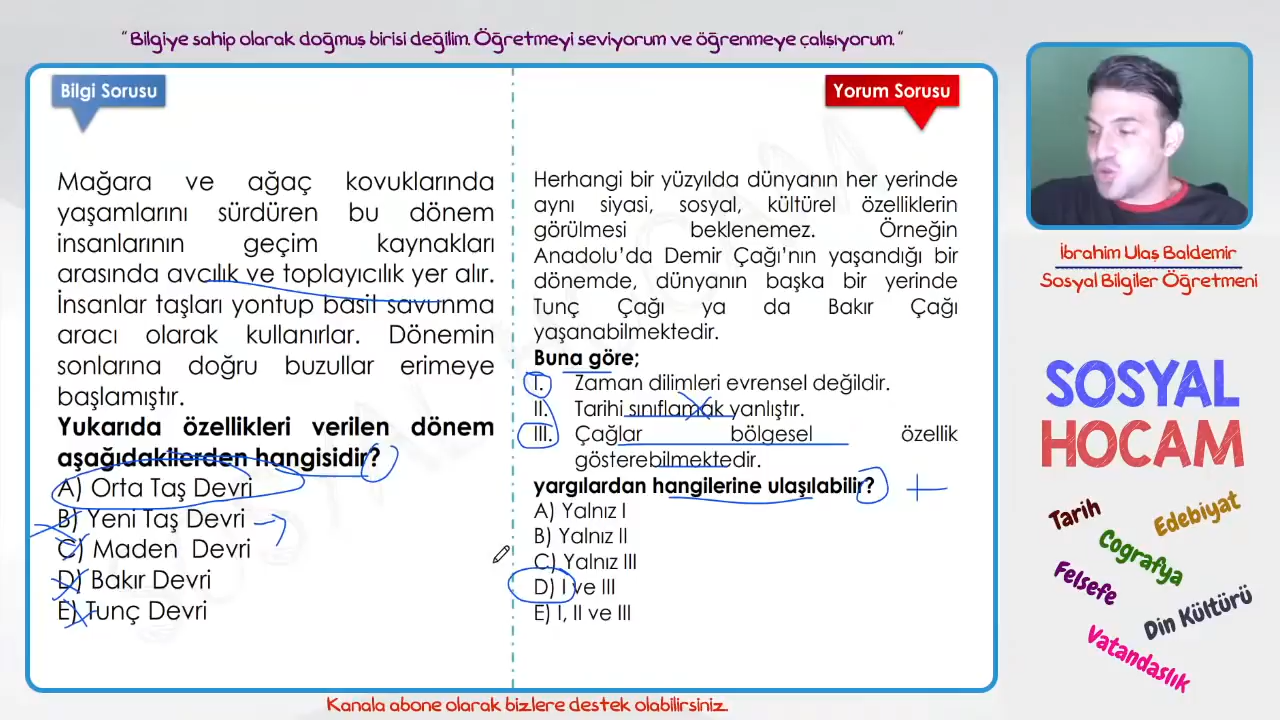 “Bilgiye sahip olarak doğmuş birisi değilim. Öğretmeyi seviyorum ve öğrenmeye çalışıyorum.”
Bilgi Sorusu
Mağara ve ağaç kovuklarında
yaşamlarını sürdüren bu dönem
insanlarının geçim kaynakları
arasında avcılık ve toplayıcılık yer alır.
İnsanlar taşları yontup basit savunma
aracı olarak kullanırlar. Dönemin
sonlarına doğru buzullar erimeye
başlamıştır.
Yukarıda özellikleri verilen dönem
aşağıdakilerden hangisidir?
A) Orta Taş Devri
B) Yeni Taş Devri
C) Maden Devri
D) Bakır Devri
E) Tunç Devri
Yorum Sorusu
Herhangi bir yüzyılda dünyanın her yerinde
aynı siyasi, sosyal, kültürel özelliklerin
görülmesi beklenemez. Örneğin
Anadolu’da Demir Çağı’nın yaşandığı bir
dönemde, dünyanın başka bir yerinde
Tunç Çağı ya da Bakır Çağı
yaşanabilmektedir.
Buna göre;
I. Zaman dilimleri evrensel değildir.
II. Tarihi sınıflamak yanlıştır.
III. Çağlar bölgesel özellik
gösterebilmektedir.
yargılardan hangilerine ulaşılabilir?
A) Yalnız I
B) Yalnız II
C) Yalnız III
D) I ve III
E) I, II ve III
İbrahim Ulaş Baldemir
Sosyal Bilgiler Öğretmeni
SOSYAL
HOCAM
Tarih
Edebiyat
Coğrafya
Felsefe
Din Kültürü
Vatandaşlık
Kanala abone olarak bizlere destek olabilirsiniz.